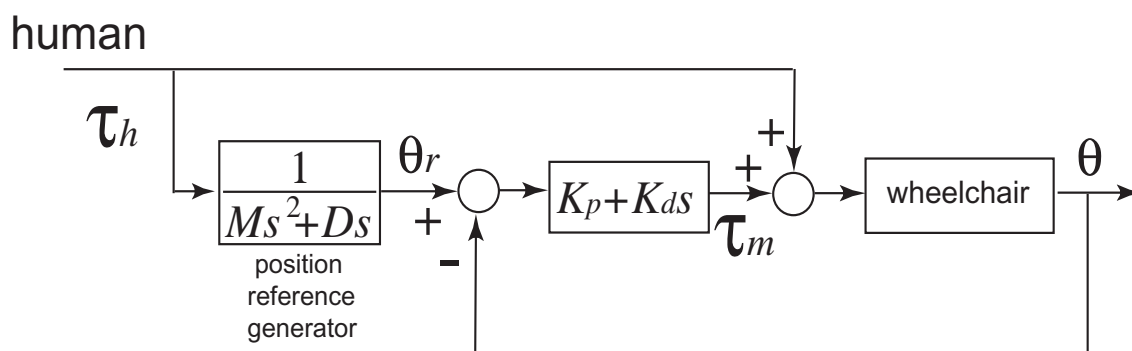 human
τh
1
Ms²+Ds
position
reference
generator
θr
+
-
Kp+Kds
τm
+
+
wheelchair
θ